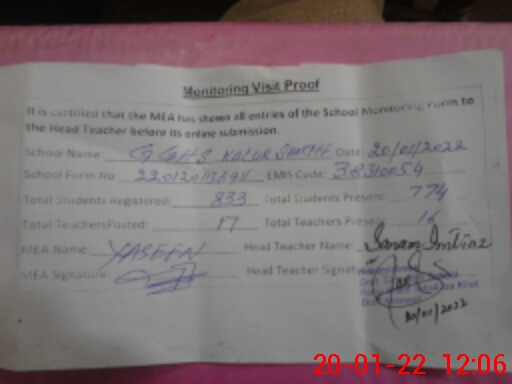 Monitoring Visit Proof
It is certified that the MEA has shown all entries of the School Monitoring Form to
the Head Teacher before its online submission.
School Name: GGHS KALUR SHARIF Date: 20/01/2022
School Form No: EMIS Code: 38310054
Total Students Registered: 833 Total Students Present: 774
Total Teachers Posted: 17 Total Teachers Present: 16
MEA Name: YASEEN Head Teacher Name: Imtiaz
MEA Signature: Head Teacher Signature
20/01/2022
20-01-22 12:06